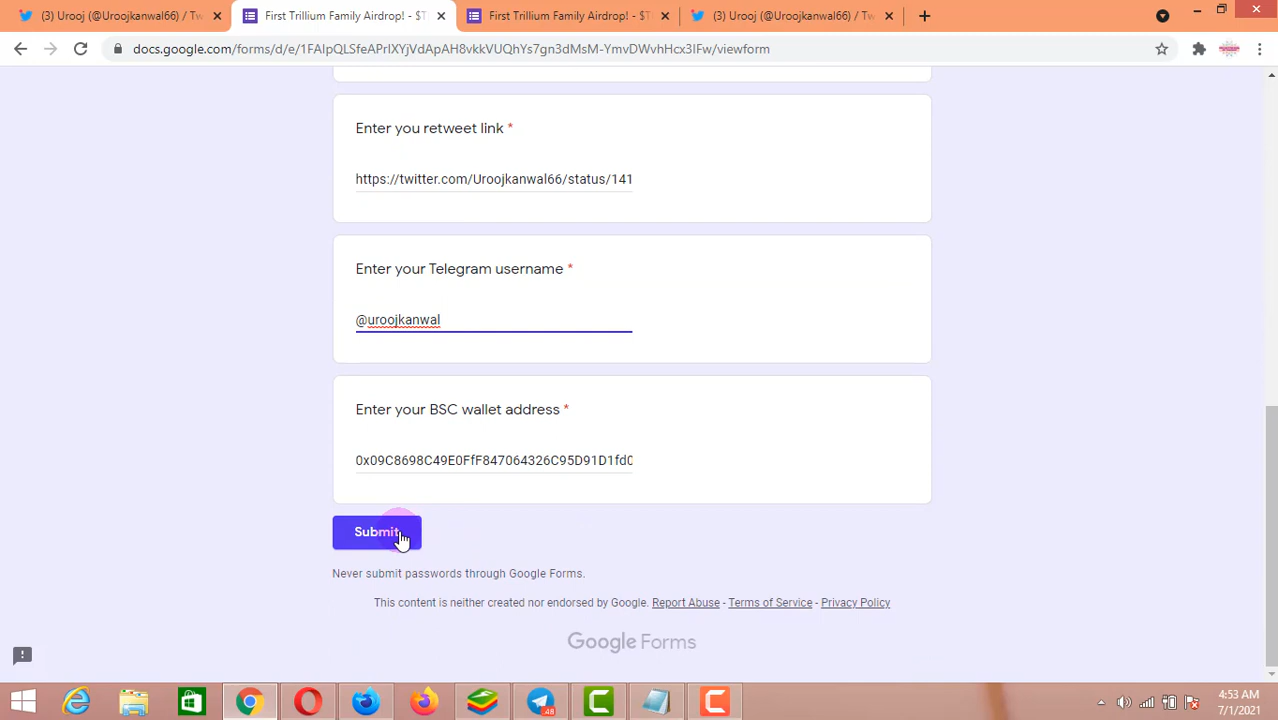 (3) Urooj (@Uroojkanwal66) / Tw
First Trillium Family Airdrop! - $T
First Trillium Family Airdrop! - $T
(3) Urooj (@Uroojkanwal66) / Tw
docs.google.com/forms/d/e/1FAIpQLSfeAPrIXYjVdApAH8vkkVUQhYs7gn3dMsM-YmvDWvhHcx3IFw/viewform
Enter you retweet link *
https://twitter.com/Uroojkanwal66/status/141
Enter your Telegram username *
@uroojkanwal
Enter your BSC wallet address *
0x09C8698C49E0FfF847064326C95D91D1fd0
Submit
Never submit passwords through Google Forms.
This content is neither created nor endorsed by Google. Report Abuse - Terms of Service - Privacy Policy
Google Forms
48
4:53 AM
7/1/2021